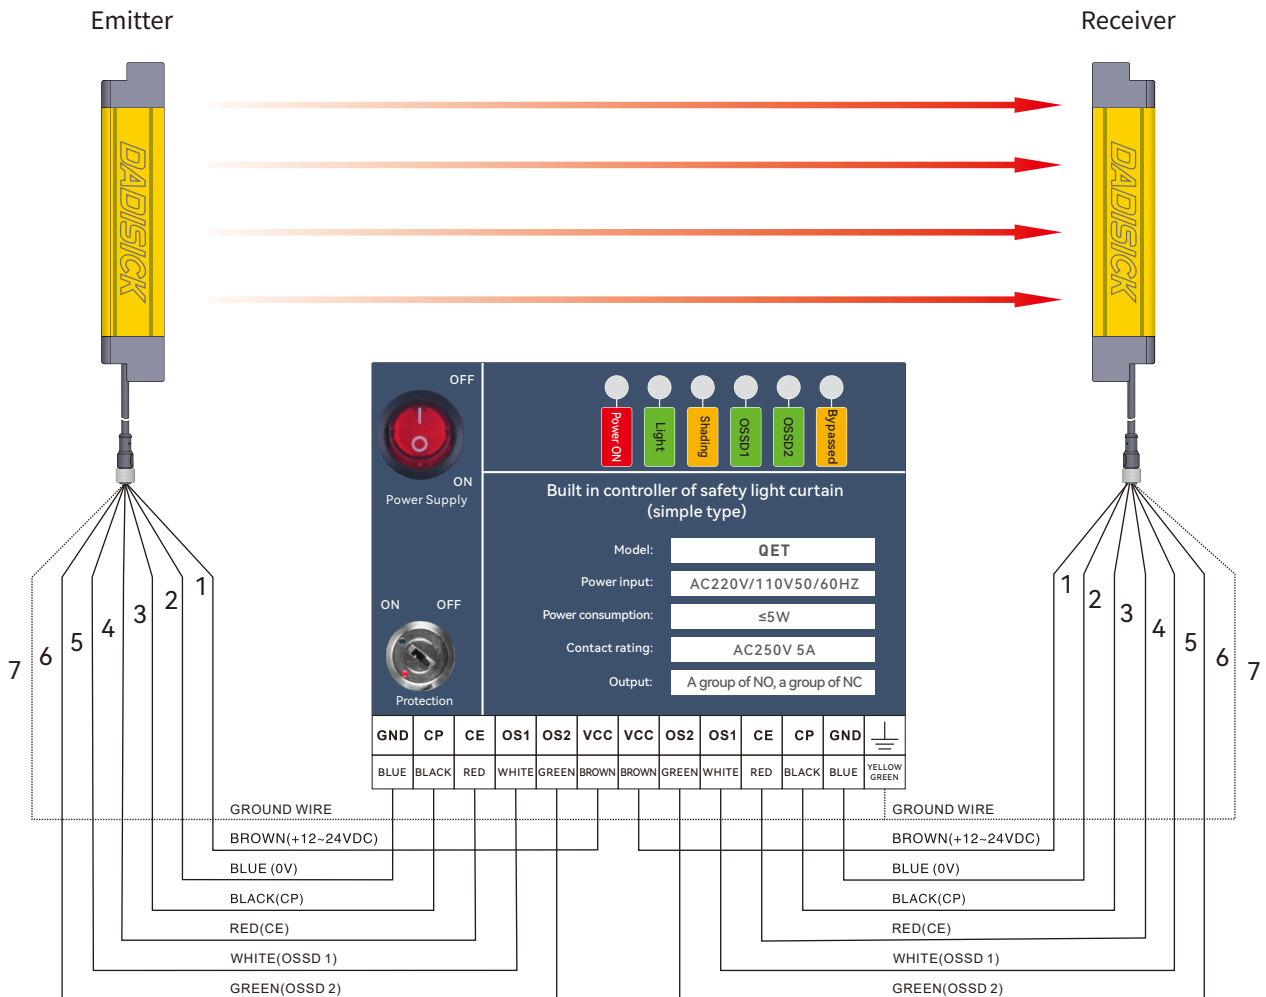 Emitter
Receiver
DADISICK
DADISICK
OFF
ON
Power Supply
Power ON
Light
Shading
OSSD1
OSSD2
Bypassed
Built in controller of safety light curtain
(simple type)
Model: QET
Power input: AC220V/110V50/60HZ
Power consumption: ≤5W
Contact rating: AC250V 5A
Output: A group of NO, a group of NC
ON OFF
Protection
GND CP CE OS1 OS2 VCC VCC OS2 OS1 CE CP GND
BLUE BLACK RED WHITE GREEN BROWN BROWN GREEN WHITE RED BLACK BLUE YELLOW GREEN
7 6 5 4 3 2 1
1 2 3 4 5 6 7
GROUND WIRE
BROWN(+12~24VDC)
BLUE (0V)
BLACK(CP)
RED(CE)
WHITE(OSSD 1)
GREEN(OSSD 2)
GROUND WIRE
BROWN(+12~24VDC)
BLUE (0V)
BLACK(CP)
RED(CE)
WHITE(OSSD 1)
GREEN(OSSD 2)